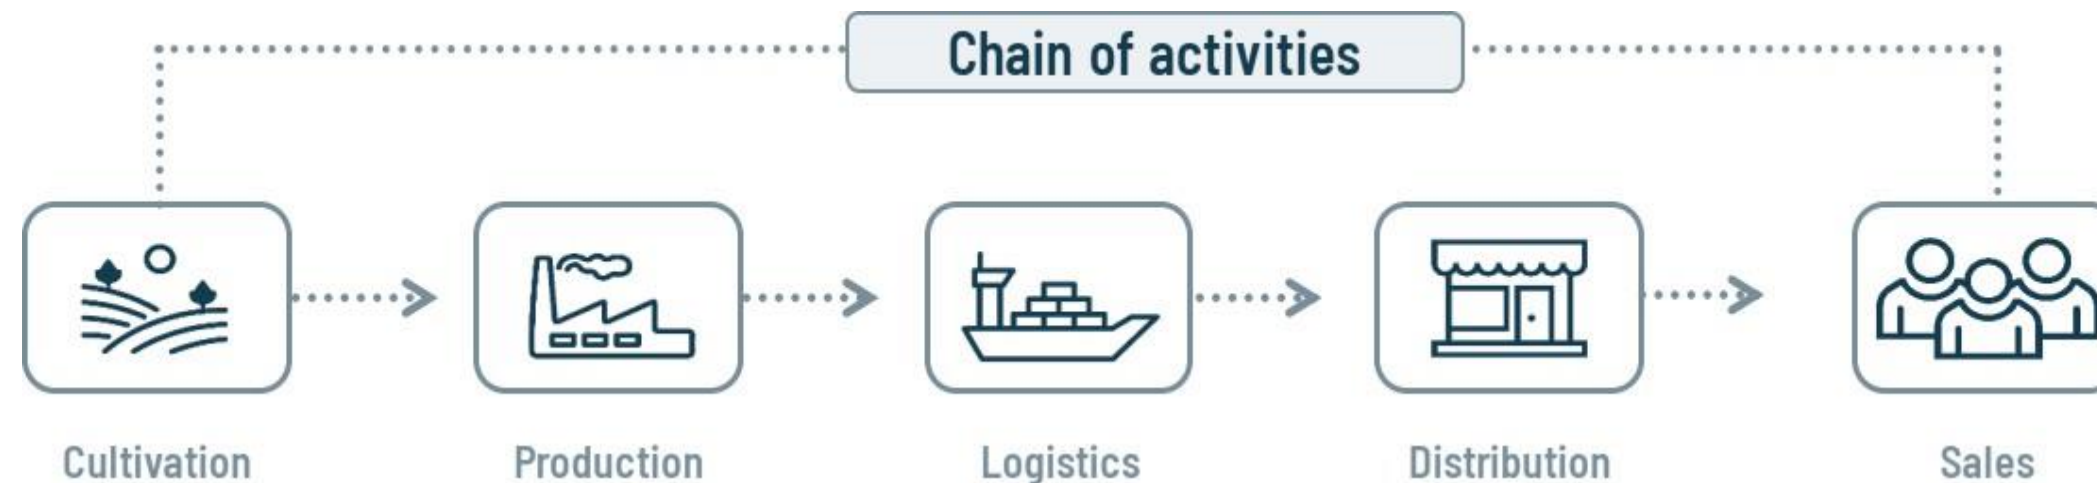 Chain of activities
Cultivation
Production
Logistics
Distribution
Sales